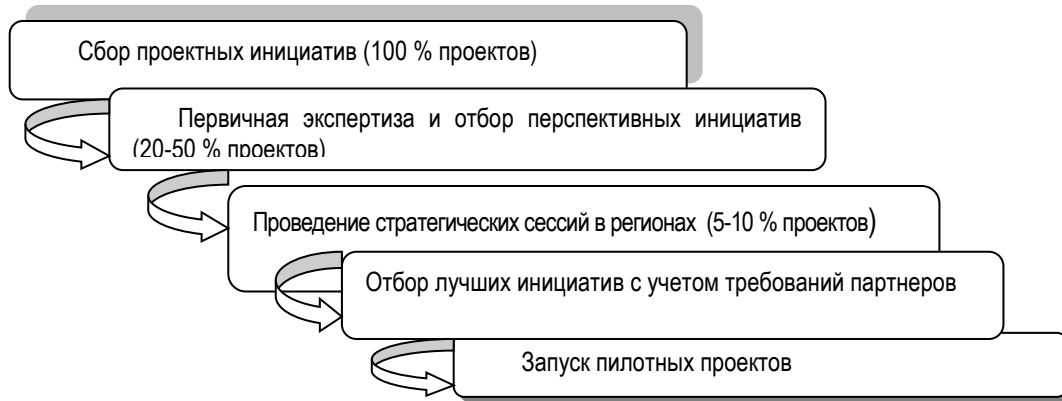 Сбор проектных инициатив (100 % проектов)
Первичная экспертиза и отбор перспективных инициатив
(20-50 % проектов)
Проведение стратегических сессий в регионах (5-10 % проектов)
Отбор лучших инициатив с учетом требований партнеров
Запуск пилотных проектов